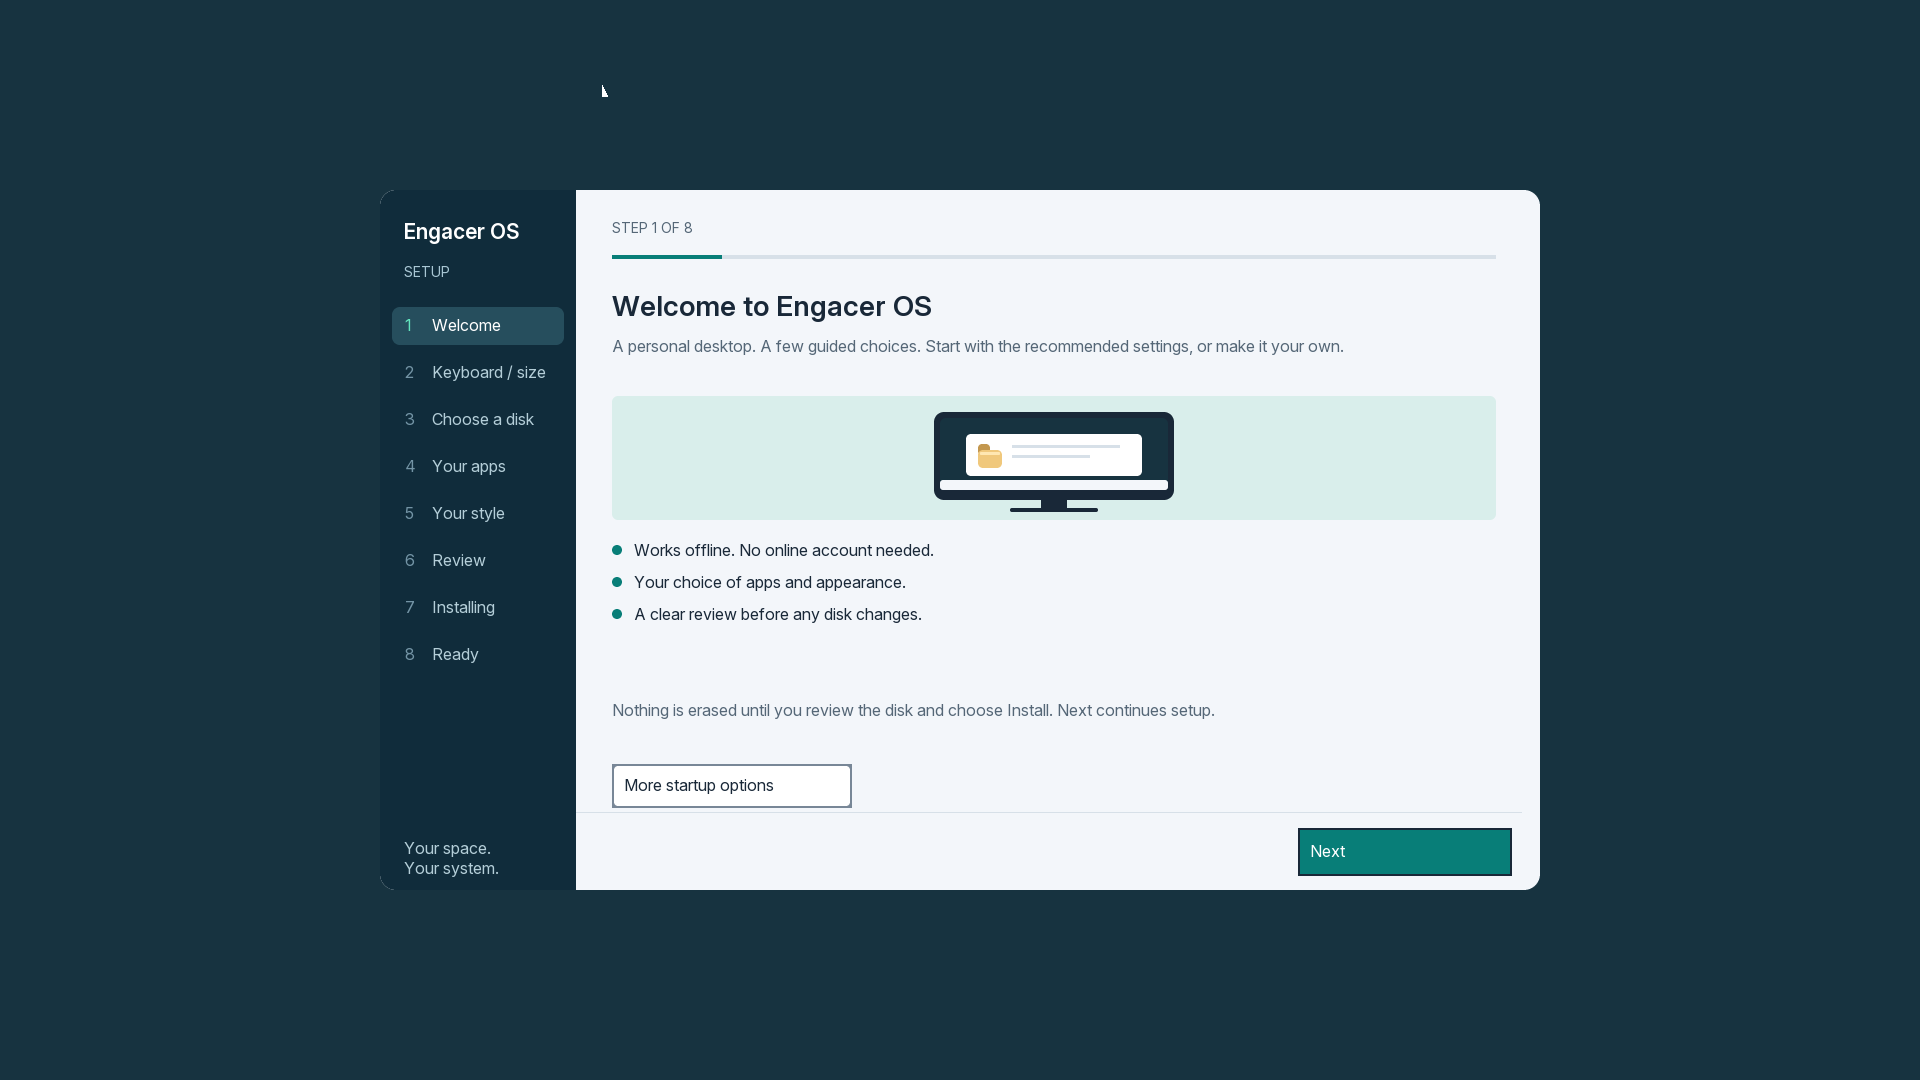 Engacer OS
SETUP
1 Welcome
2 Keyboard / size
3 Choose a disk
4 Your apps
5 Your style
6 Review
7 Installing
8 Ready
Your space.
Your system.
STEP 1 OF 8
Welcome to Engacer OS
A personal desktop. A few guided choices. Start with the recommended settings, or make it your own.
Works offline. No online account needed.
Your choice of apps and appearance.
A clear review before any disk changes.
Nothing is erased until you review the disk and choose Install. Next continues setup.
More startup options
Next